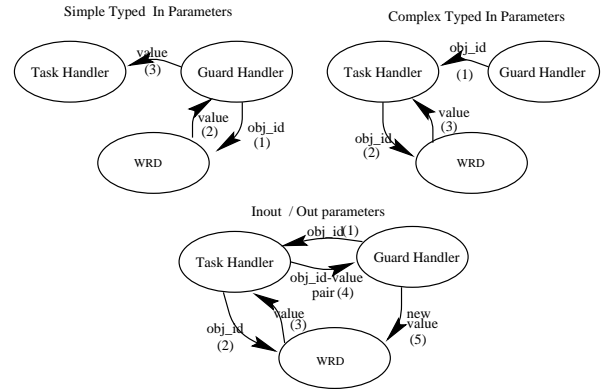 Simple Typed In Parameters
value
(3)
Task Handler
Guard Handler
value
(2)
obj_id
(1)
WRD
Complex Typed In Parameters
obj_id
(1)
Task Handler
Guard Handler
value
(3)
obj_id
(2)
WRD
Inout / Out parameters
obj_id(1)
Task Handler
Guard Handler
obj_id-value
pair (4)
new
value
(5)
value
(3)
obj_id
(2)
WRD